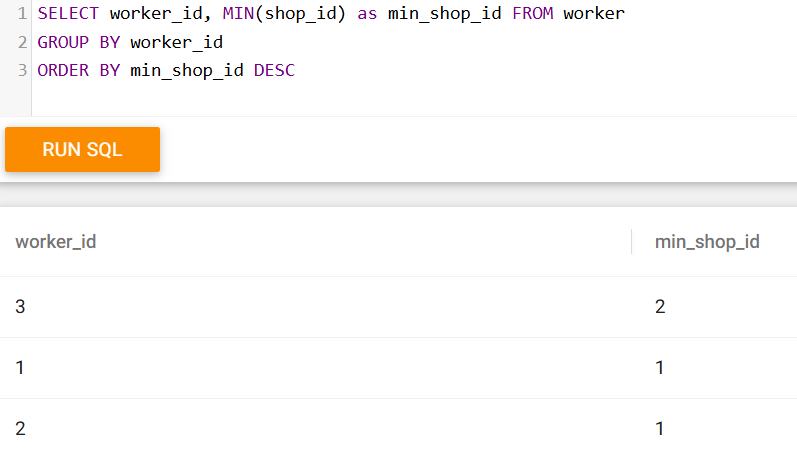 1 SELECT worker_id, MIN(shop_id) as min_shop_id FROM worker
2 GROUP BY worker_id
3 ORDER BY min_shop_id DESC
RUN SQL
worker_id min_shop_id
3 2
1 1
2 1